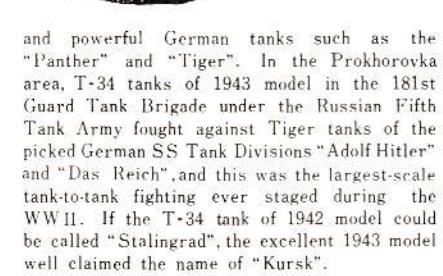 and powerful German tanks such as the
"Panther" and "Tiger". In the Prokhorovka
area, T-34 tanks of 1943 model in the 181st
Guard Tank Brigade under the Russian Fifth
Tank Army fought against Tiger tanks of the
picked German SS Tank Divisions "Adolf Hitler"
and "Das Reich",and this was the largest-scale
tank-to-tank fighting ever staged during the
WWII. If the T-34 tank of 1942 model could
be called "Stalingrad", the excellent 1943 model
well claimed the name of "Kursk".